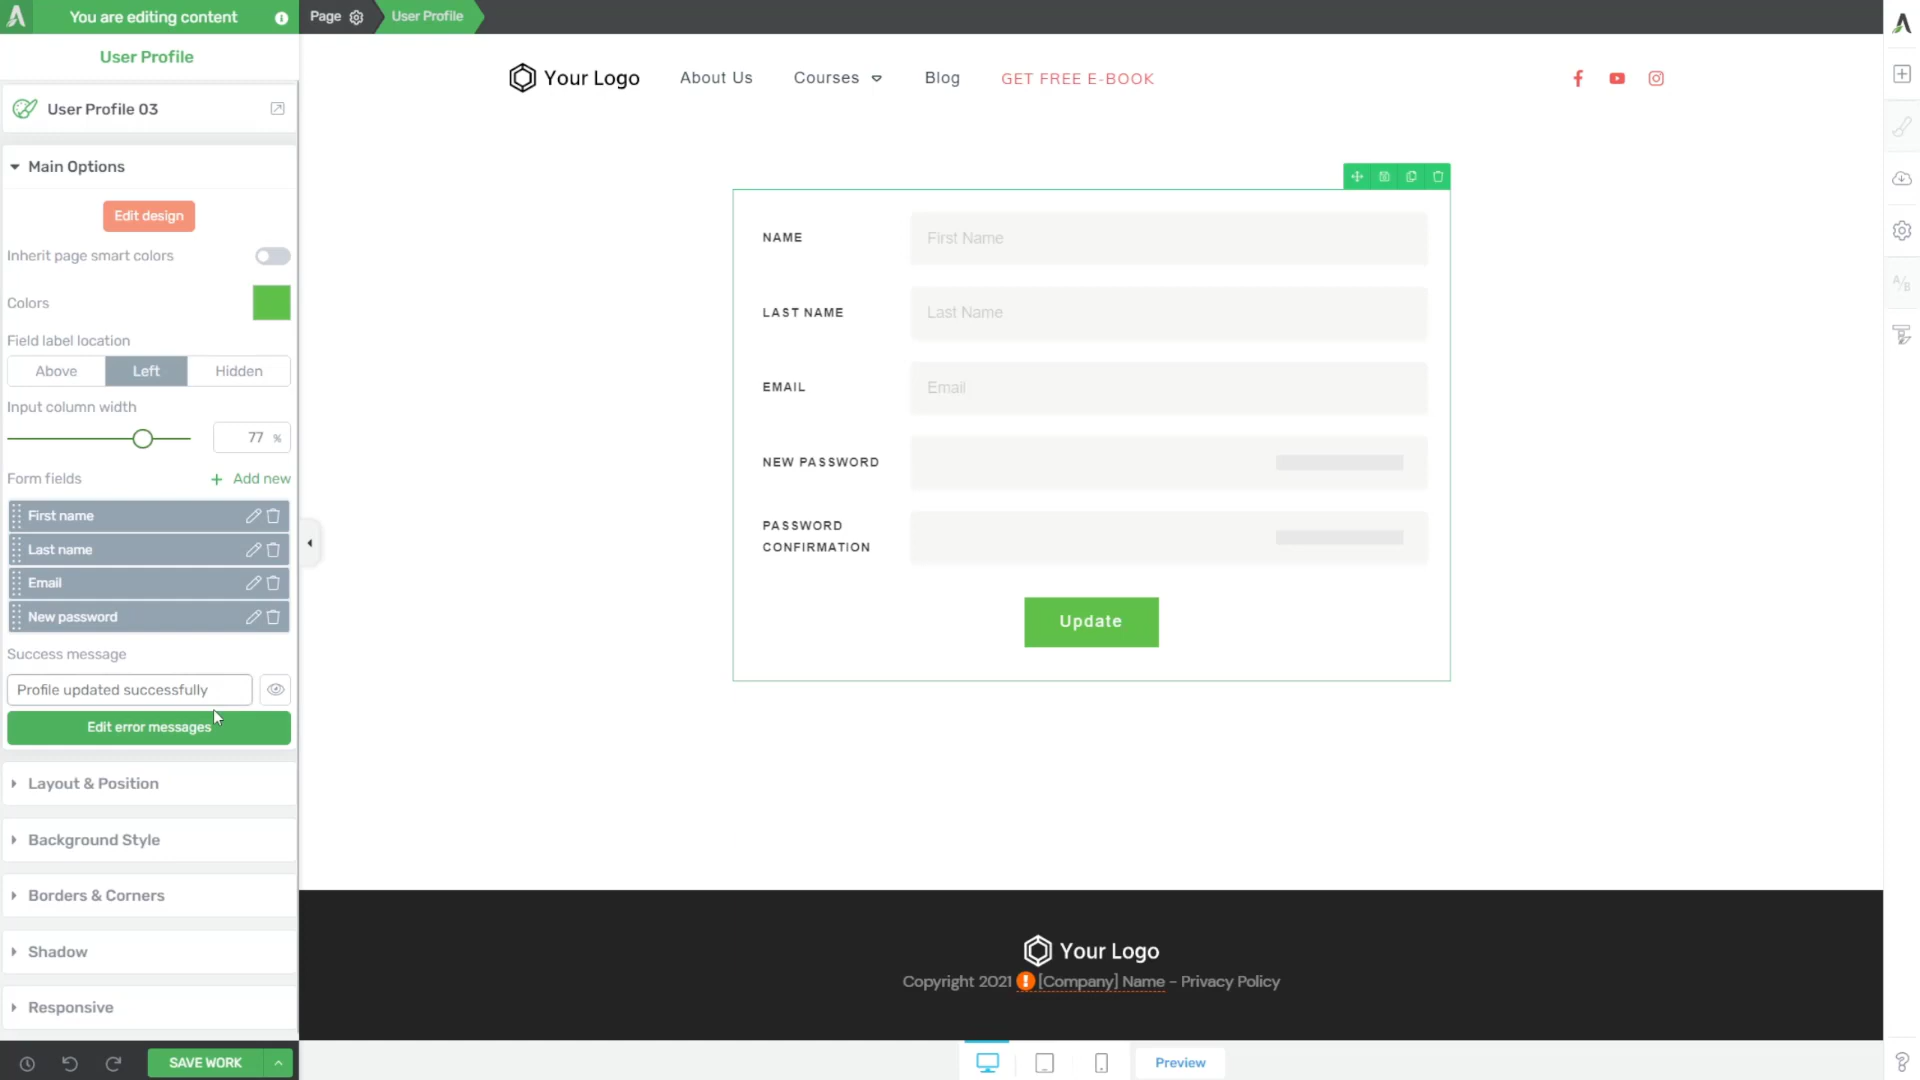 You are editing content
Page
User Profile
User Profile
User Profile 03
Main Options
Edit design
Inherit page smart colors
Colors
Field label location
Above
Left
Hidden
Input column width
77 %
Form fields
+ Add new
First name
Last name
Email
New password
Success message
Profile updated successfully
Edit error messages
Layout & Position
Background Style
Borders & Corners
Shadow
Responsive
SAVE WORK
Your Logo
About Us
Courses
Blog
GET FREE E-BOOK
NAME
First Name
LAST NAME
Last Name
EMAIL
Email
NEW PASSWORD
PASSWORD
CONFIRMATION
Update
Your Logo
Copyright 2021 [Company] Name - Privacy Policy
Preview
A/B